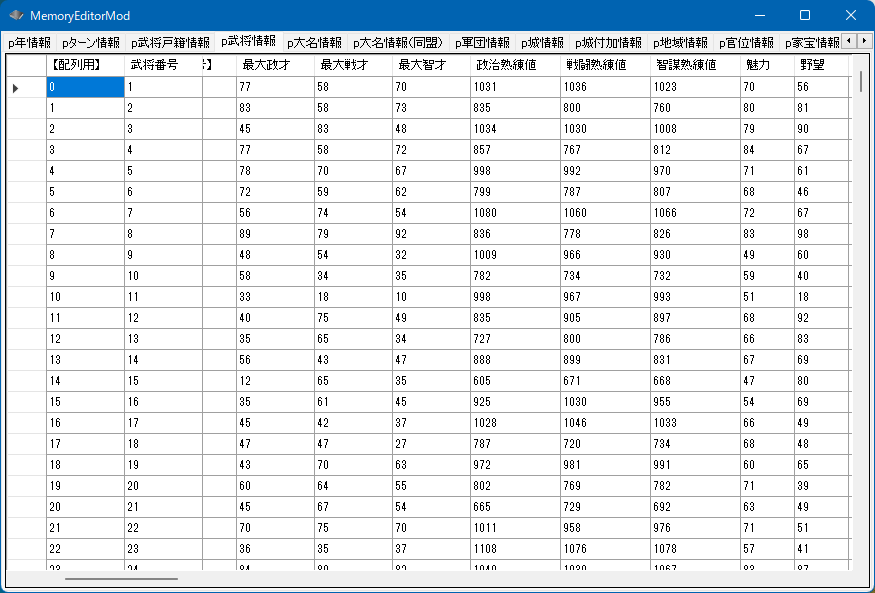 MemoryEditorMod
p年情報 pターン情報 p武将戸籍情報 p武将情報 p大名情報 p大名情報(同盟) p軍団情報 p城情報 p城付加情報 p地域情報 p官位情報 p家宝情報
【配列用】 武将番号 】 最大政才 最大戦才 最大智才 政治熟練値 戦闘熟練値 智謀熟練値 魅力 野望
0 1 77 58 70 1031 1036 1023 70 56
1 2 83 58 73 835 800 760 80 81
2 3 45 83 48 1034 1030 1008 79 90
3 4 77 58 72 857 767 812 84 67
4 5 78 70 67 998 992 970 71 61
5 6 72 59 62 799 787 807 68 46
6 7 56 74 54 1080 1060 1066 72 67
7 8 89 79 92 836 778 826 83 98
8 9 48 54 32 1009 966 930 49 60
9 10 58 34 35 782 734 732 59 40
10 11 33 18 10 998 967 993 51 18
11 12 40 75 49 835 905 897 68 92
12 13 35 65 34 727 800 786 66 83
13 14 56 43 47 888 899 831 67 69
14 15 12 65 35 605 671 668 47 80
15 16 35 61 45 925 1030 955 54 69
16 17 45 42 37 1028 1046 1033 66 49
17 18 47 47 27 787 720 734 68 48
18 19 43 70 63 972 981 991 60 65
19 20 60 64 55 802 769 782 71 39
20 21 45 67 54 665 729 692 63 49
21 22 70 75 70 1011 958 976 71 51
22 23 36 35 37 1108 1076 1078 57 41
23 24 84 80 82 1040 1030 1067 83 87